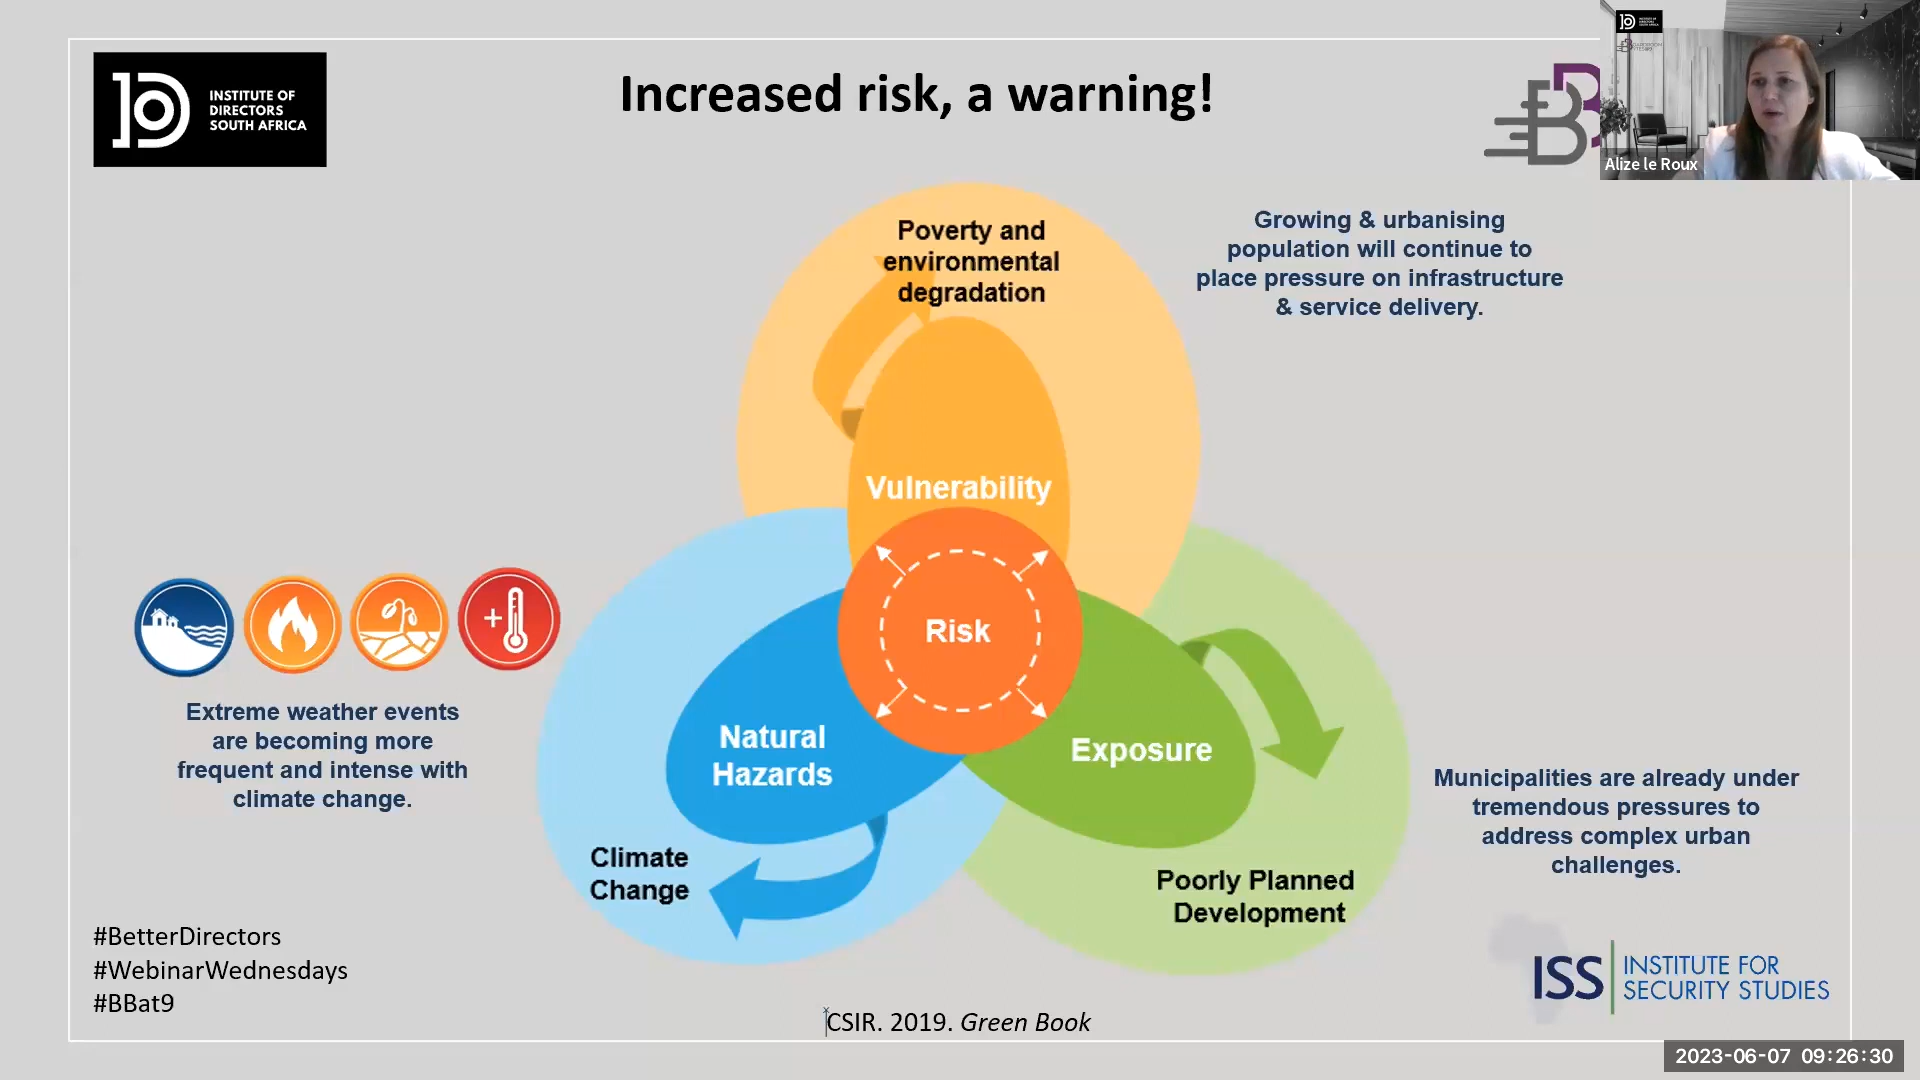 INSTITUTE OF
DIRECTORS
SOUTH AFRICA
Increased risk, a warning!
Alize le Roux
Poverty and
environmental
degradation
Growing & urbanising
population will continue to
place pressure on infrastructure
& service delivery.
Vulnerability
Risk
Natural
Hazards
Exposure
Extreme weather events
are becoming more
frequent and intense with
climate change.
Climate
Change
Poorly Planned
Development
Municipalities are already under
tremendous pressures to
address complex urban
challenges.
#BetterDirectors
#WebinarWednesdays
#BBat9
CSIR. 2019. Green Book
ISS
INSTITUTE FOR
SECURITY STUDIES
2023-06-07 09:26:30